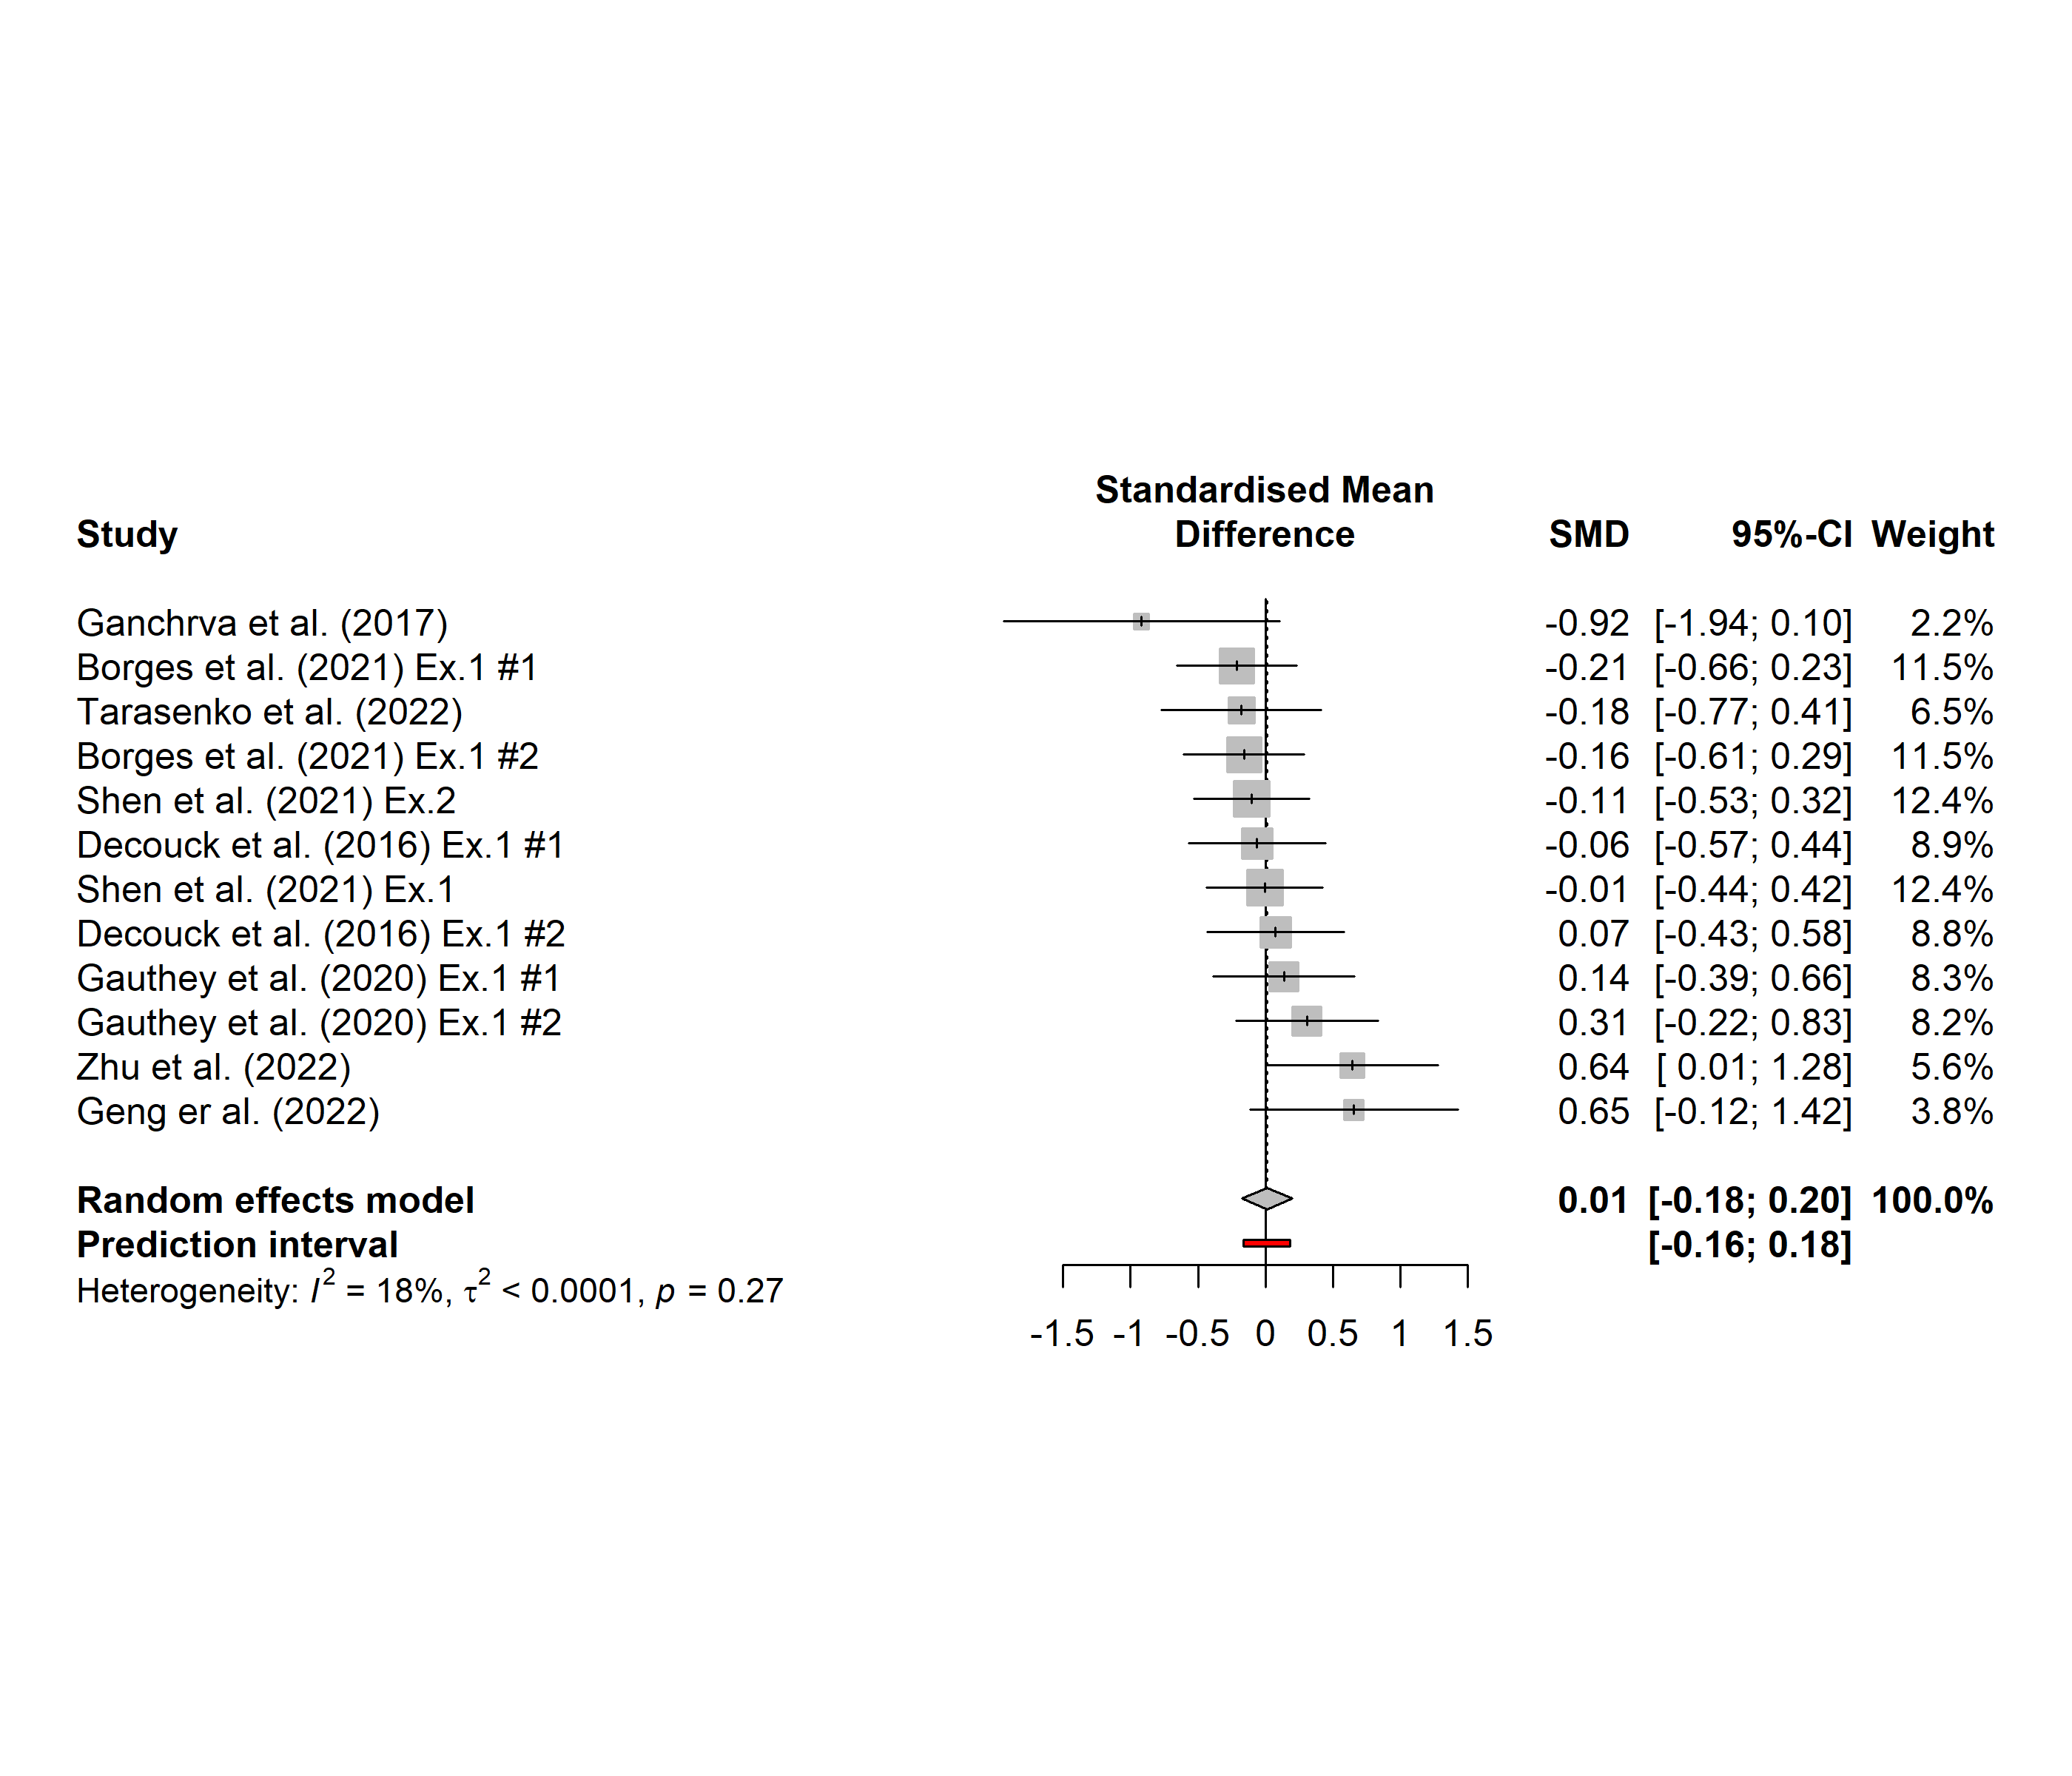 Standardised Mean
Study Difference SMD 95%-CI Weight
Ganchrva et al. (2017) -0.92 [-1.94; 0.10] 2.2%
Borges et al. (2021) Ex.1 #1 -0.21 [-0.66; 0.23] 11.5%
Tarasenko et al. (2022) -0.18 [-0.77; 0.41] 6.5%
Borges et al. (2021) Ex.1 #2 -0.16 [-0.61; 0.29] 11.5%
Shen et al. (2021) Ex.2 -0.11 [-0.53; 0.32] 12.4%
Decouck et al. (2016) Ex.1 #1 -0.06 [-0.57; 0.44] 8.9%
Shen et al. (2021) Ex.1 -0.01 [-0.44; 0.42] 12.4%
Decouck et al. (2016) Ex.1 #2 0.07 [-0.43; 0.58] 8.8%
Gauthey et al. (2020) Ex.1 #1 0.14 [-0.39; 0.66] 8.3%
Gauthey et al. (2020) Ex.1 #2 0.31 [-0.22; 0.83] 8.2%
Zhu et al. (2022) 0.64 [ 0.01; 1.28] 5.6%
Geng er al. (2022) 0.65 [-0.12; 1.42] 3.8%
Random effects model 0.01 [-0.18; 0.20] 100.0%
Prediction interval [-0.16; 0.18]
Heterogeneity: I² = 18%, τ² < 0.0001, p = 0.27
-1.5 -1 -0.5 0 0.5 1 1.5